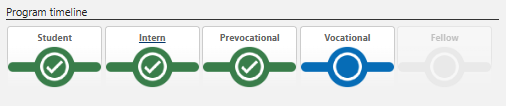 Program timeline
Student Intern Prevocational Vocational Fellow